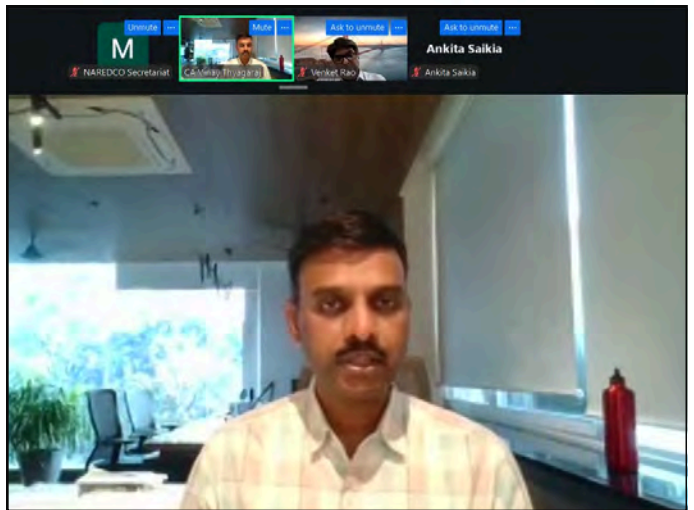 Unmute ...
Mute ...
Ask to unmute ...
Ask to unmute ...
M
Ankita Saikia
NAREDCO Secretariat
CA Vinay Thyagaraj
Venket Rao
Ankita Saikia